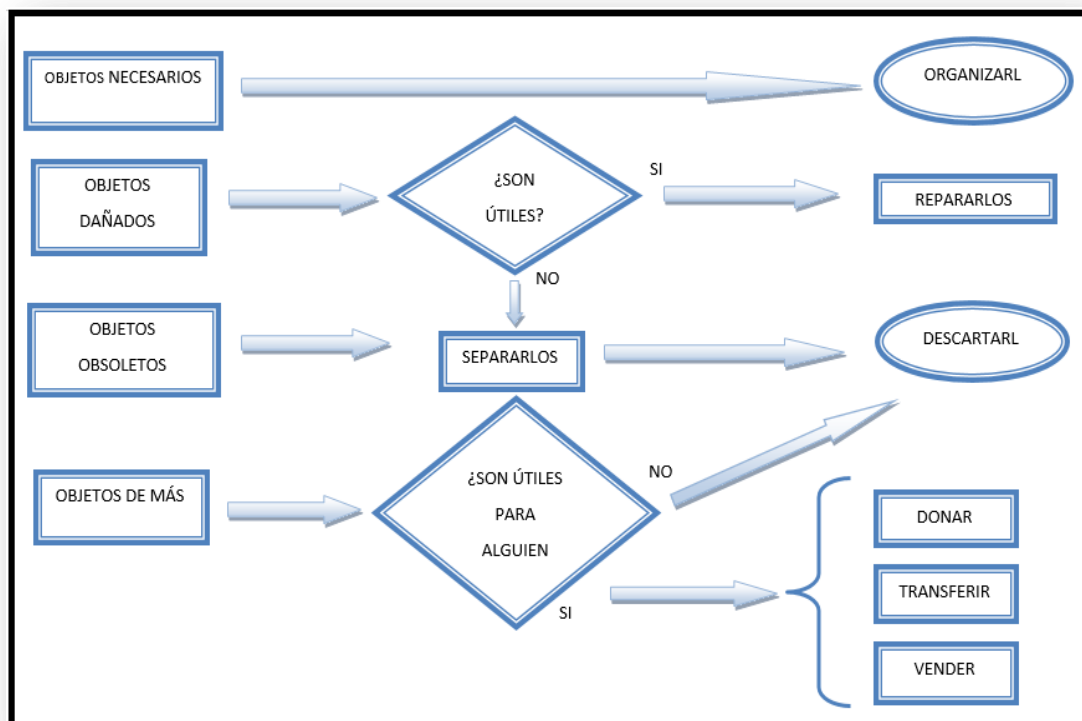 OBJETOS NECESARIOS
ORGANIZARL
OBJETOS
DAÑADOS
¿SON
ÚTILES?
SI
REPARARLOS
NO
OBJETOS
OBSOLETOS
SEPARARLOS
DESCARTARL
OBJETOS DE MÁS
¿SON ÚTILES
PARA
ALGUIEN
NO
SI
DONAR
TRANSFERIR
VENDER